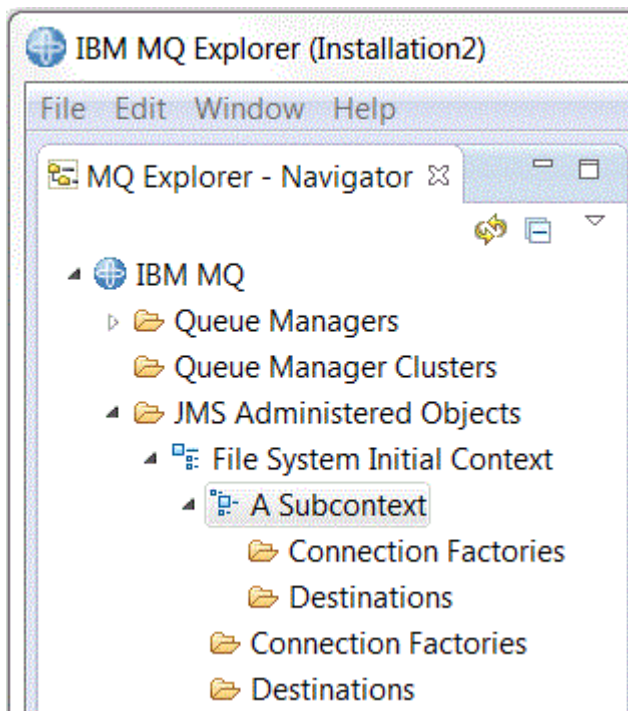 IBM MQ Explorer (Installation2)
File Edit Window Help
MQ Explorer - Navigator
IBM MQ
Queue Managers
Queue Manager Clusters
JMS Administered Objects
File System Initial Context
A Subcontext
Connection Factories
Destinations
Connection Factories
Destinations